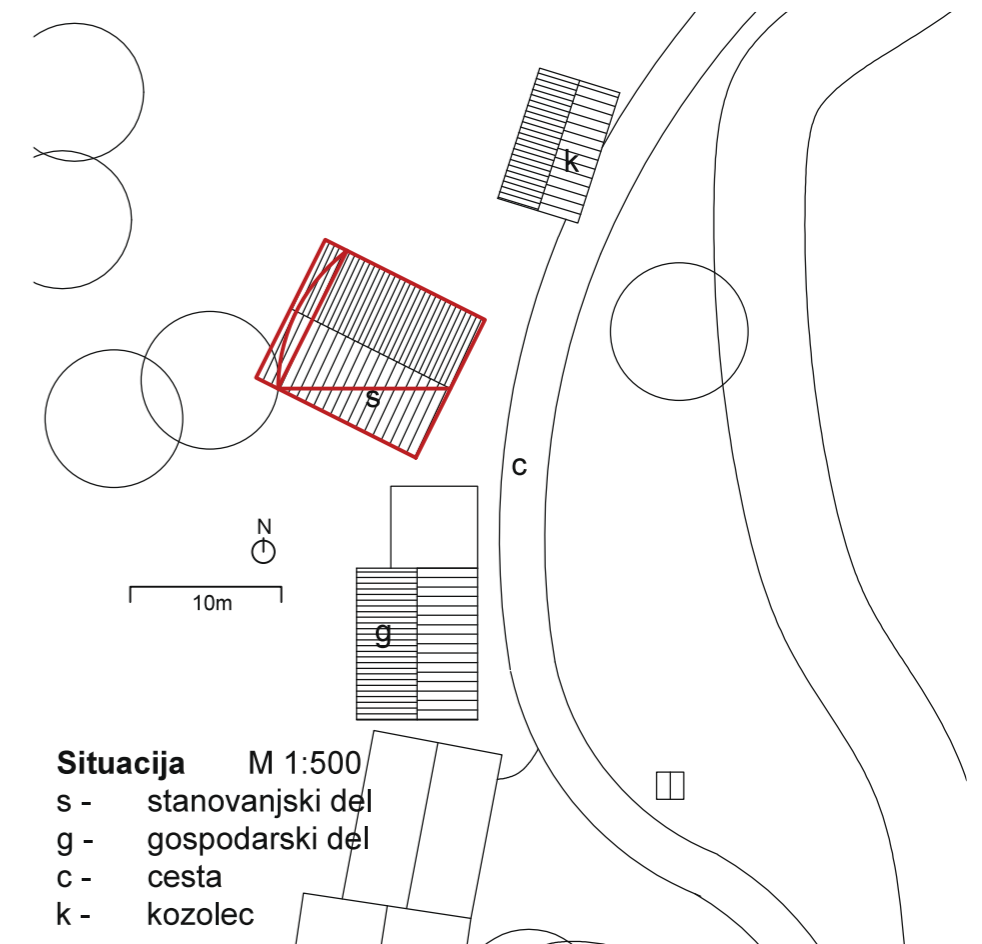 k
s
c
N
10m
g
Situacija M 1:500
s - stanovanjski del
g - gospodarski del
c - cesta
k - kozolec